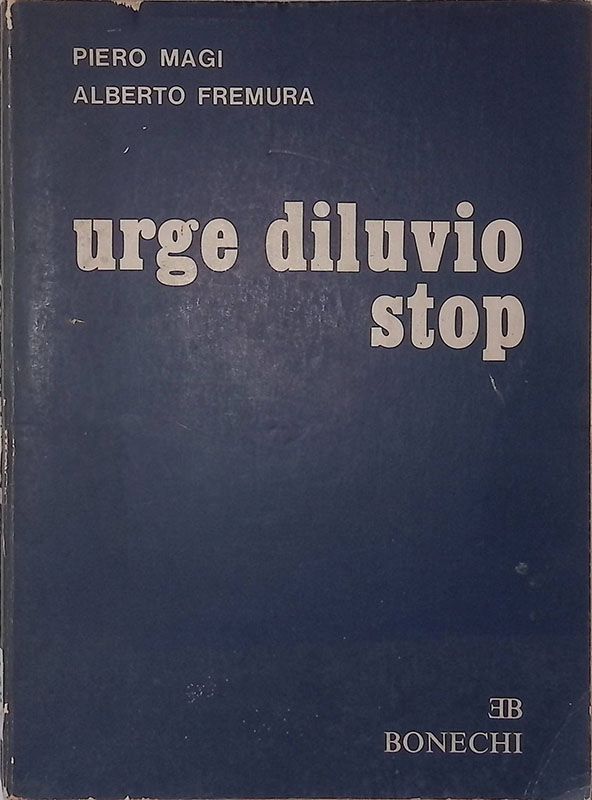 PIERO MAGI
ALBERTO FREMURA
urge diluvio
stop
EB
BONECHI